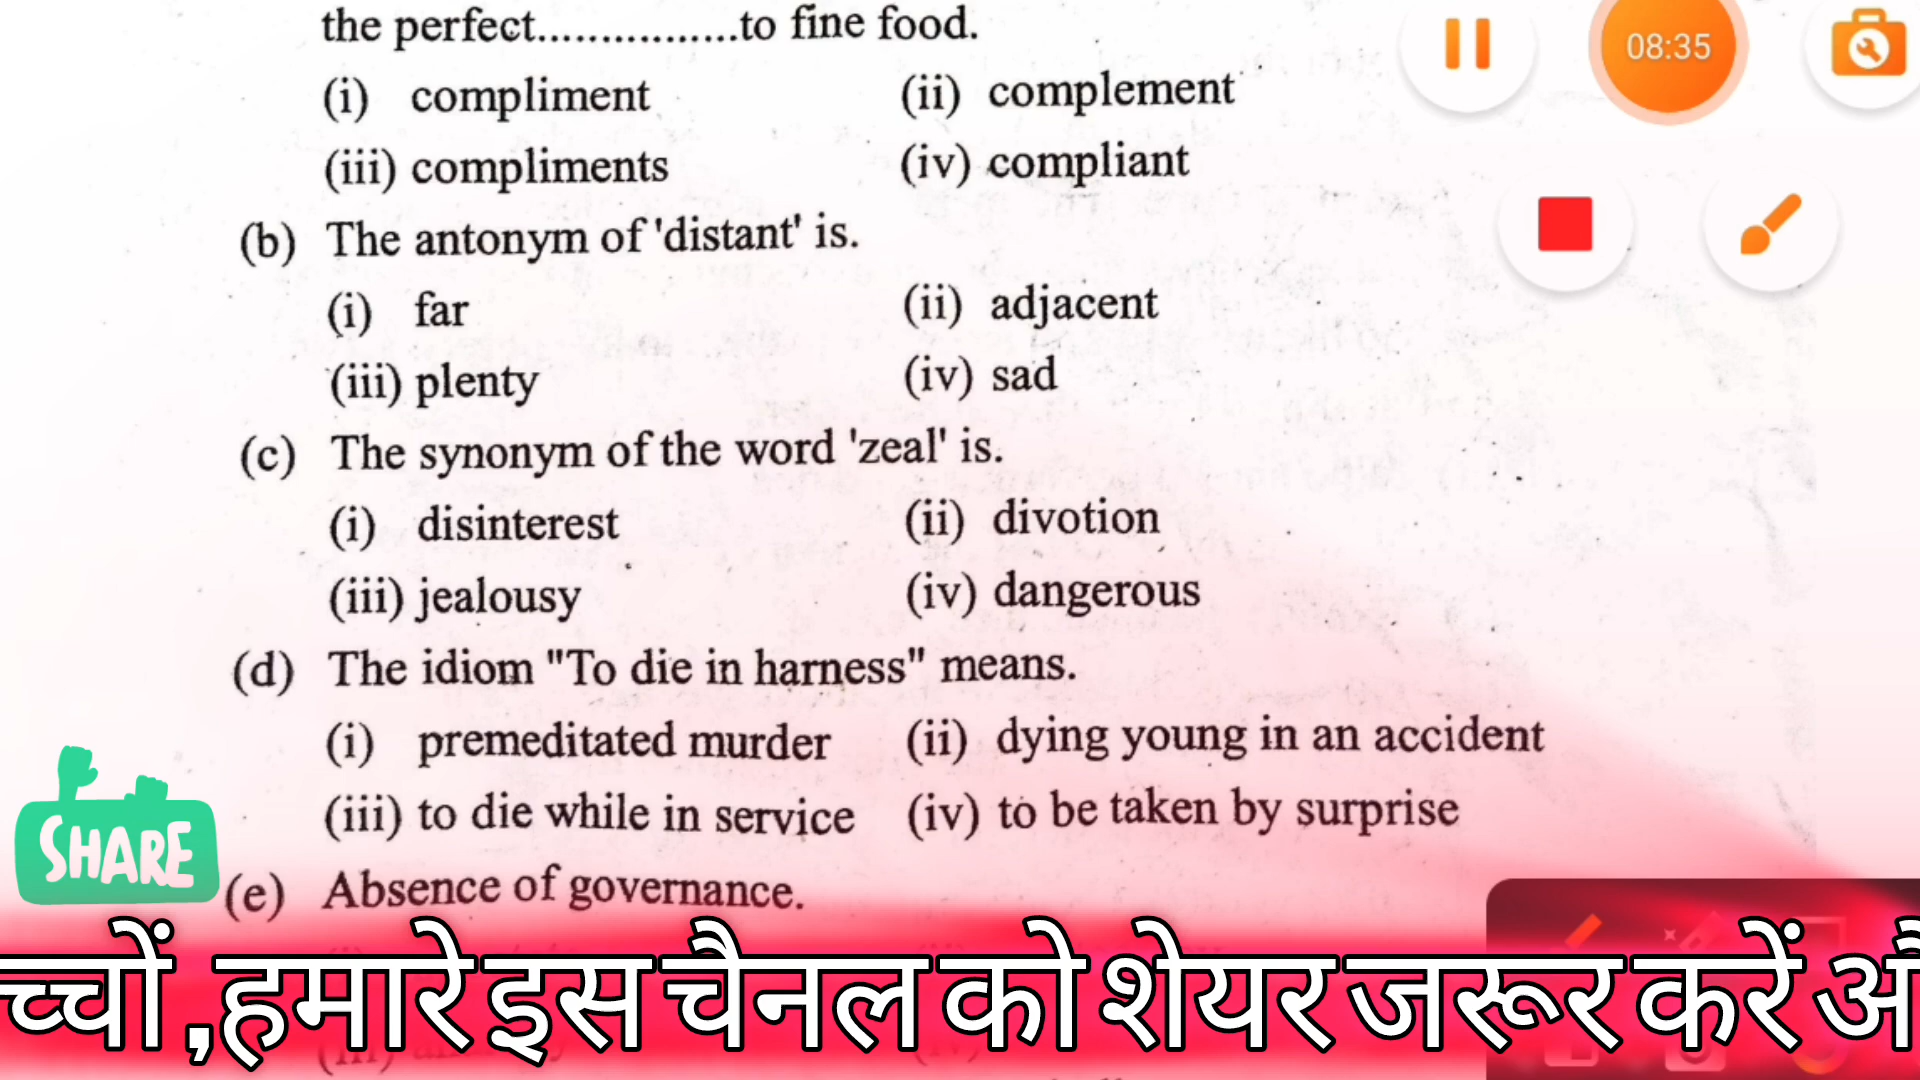 the perfect................to fine food.
08:35
(i) compliment (ii) complement
(iii) compliments (iv) compliant
(b) The antonym of 'distant' is.
(i) far (ii) adjacent
(iii) plenty (iv) sad
(c) The synonym of the word 'zeal' is.
(i) disinterest (ii) divotion
(iii) jealousy (iv) dangerous
(d) The idiom "To die in harness" means.
(i) premeditated murder (ii) dying young in an accident
(iii) to die while in service (iv) to be taken by surprise
SHARE
(e) Absence of governance.
च्चों ,हमारे इस चैनल को शेयर जरूर करें